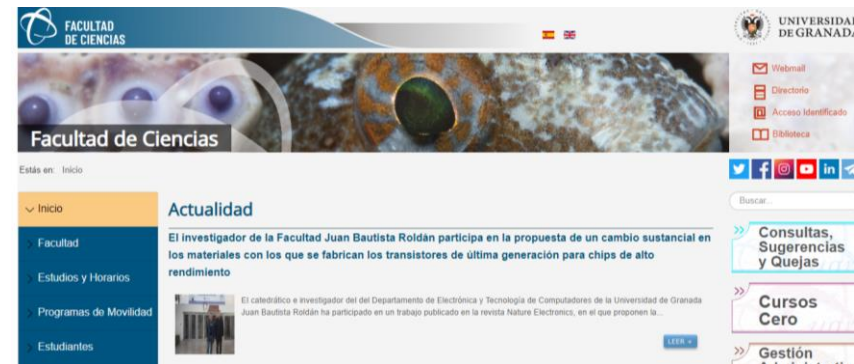 FACULTAD
DE CIENCIAS
UNIVERSIDAD
DE GRANADA
Webmail
Directorio
Acceso Identificado
Biblioteca
Facultad de Ciencias
Estás en: Inicio
Buscar...
Inicio
Facultad
Estudios y Horarios
Programas de Movilidad
Estudiantes
Actualidad
El investigador de la Facultad Juan Bautista Roldán participa en la propuesta de un cambio sustancial en
los materiales con los que se fabrican los transistores de última generación para chips de alto
rendimiento
El catedrático e investigador del del Departamento de Electrónica y Tecnología de Computadores de la Universidad de Granada
Juan Bautista Roldán ha participado en un trabajo publicado en la revista Nature Electronics, en el que proponen la...
LEER »
Consultas,
Sugerencias
y Quejas
Cursos
Cero
Gestión